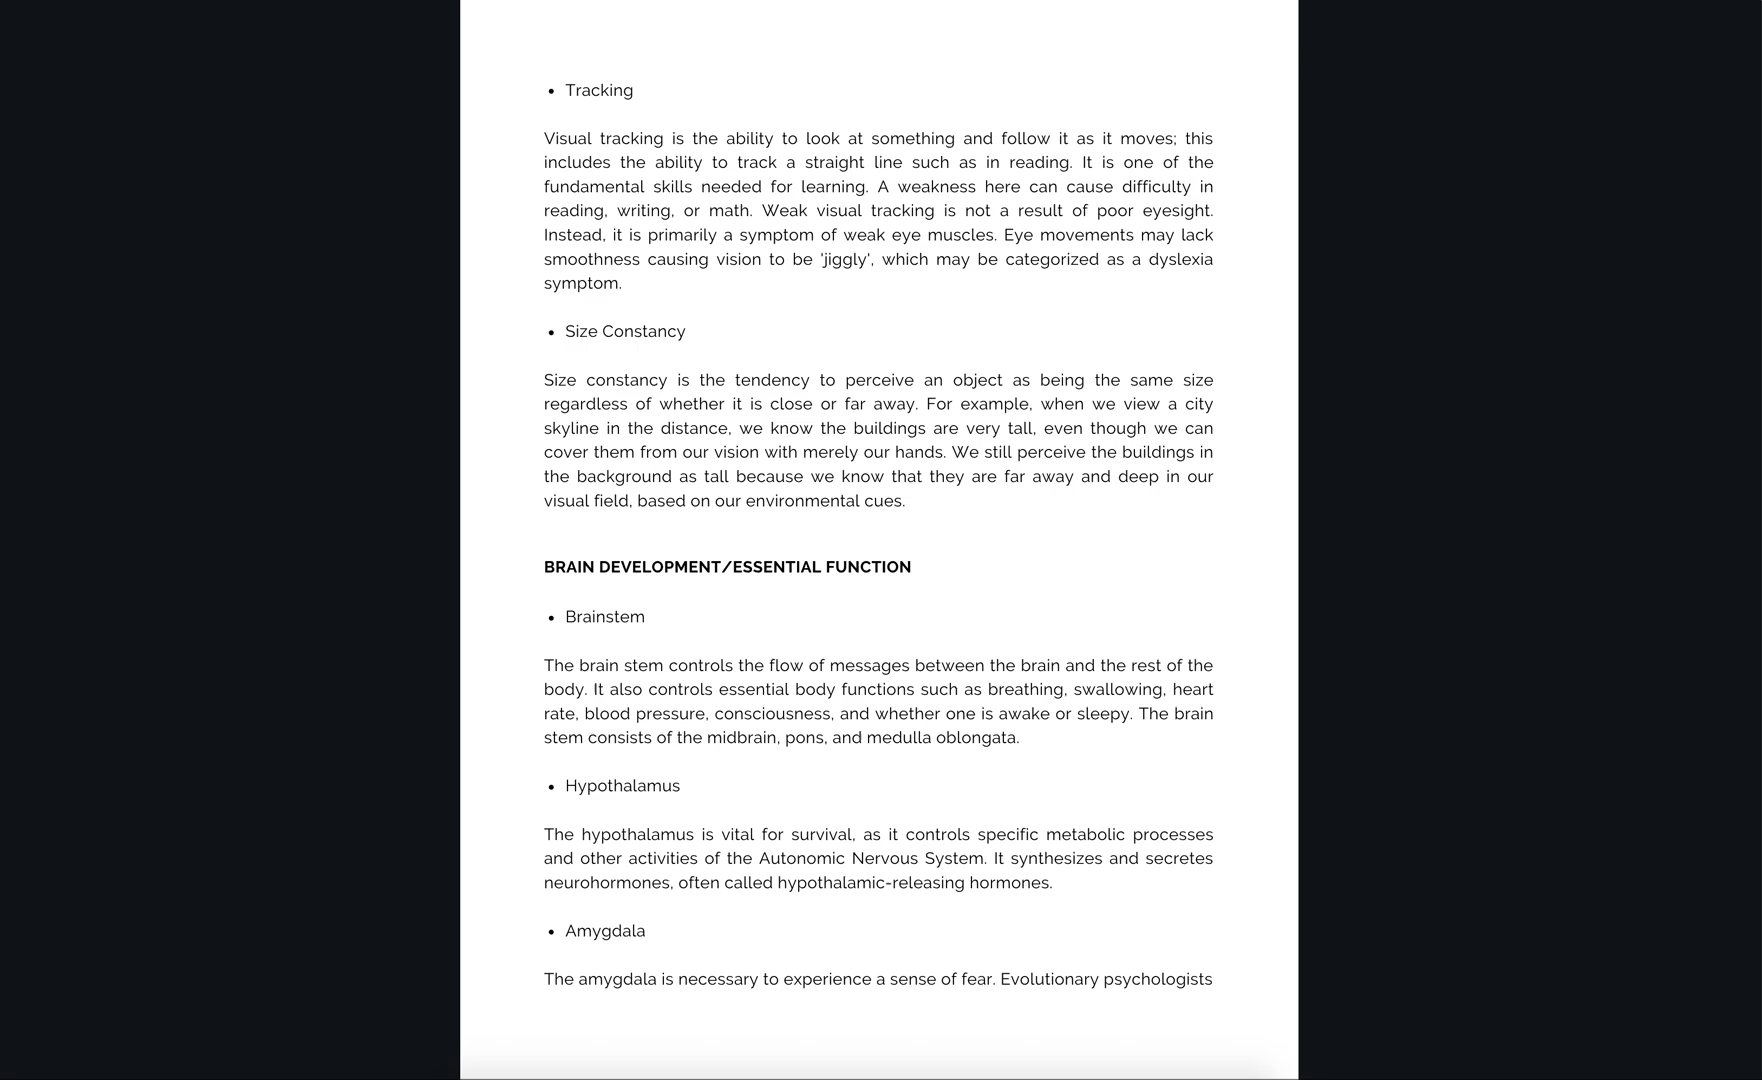 • Tracking
Visual tracking is the ability to look at something and follow it as it moves; this
includes the ability to track a straight line such as in reading. It is one of the
fundamental skills needed for learning. A weakness here can cause difficulty in
reading, writing, or math. Weak visual tracking is not a result of poor eyesight.
Instead, it is primarily a symptom of weak eye muscles. Eye movements may lack
smoothness causing vision to be 'jiggly', which may be categorized as a dyslexia
symptom.
• Size Constancy
Size constancy is the tendency to perceive an object as being the same size
regardless of whether it is close or far away. For example, when we view a city
skyline in the distance, we know the buildings are very tall, even though we can
cover them from our vision with merely our hands. We still perceive the buildings in
the background as tall because we know that they are far away and deep in our
visual field, based on our environmental cues.
BRAIN DEVELOPMENT/ESSENTIAL FUNCTION
• Brainstem
The brain stem controls the flow of messages between the brain and the rest of the
body. It also controls essential body functions such as breathing, swallowing, heart
rate, blood pressure, consciousness, and whether one is awake or sleepy. The brain
stem consists of the midbrain, pons, and medulla oblongata.
• Hypothalamus
The hypothalamus is vital for survival, as it controls specific metabolic processes
and other activities of the Autonomic Nervous System. It synthesizes and secretes
neurohormones, often called hypothalamic-releasing hormones.
• Amygdala
The amygdala is necessary to experience a sense of fear. Evolutionary psychologists